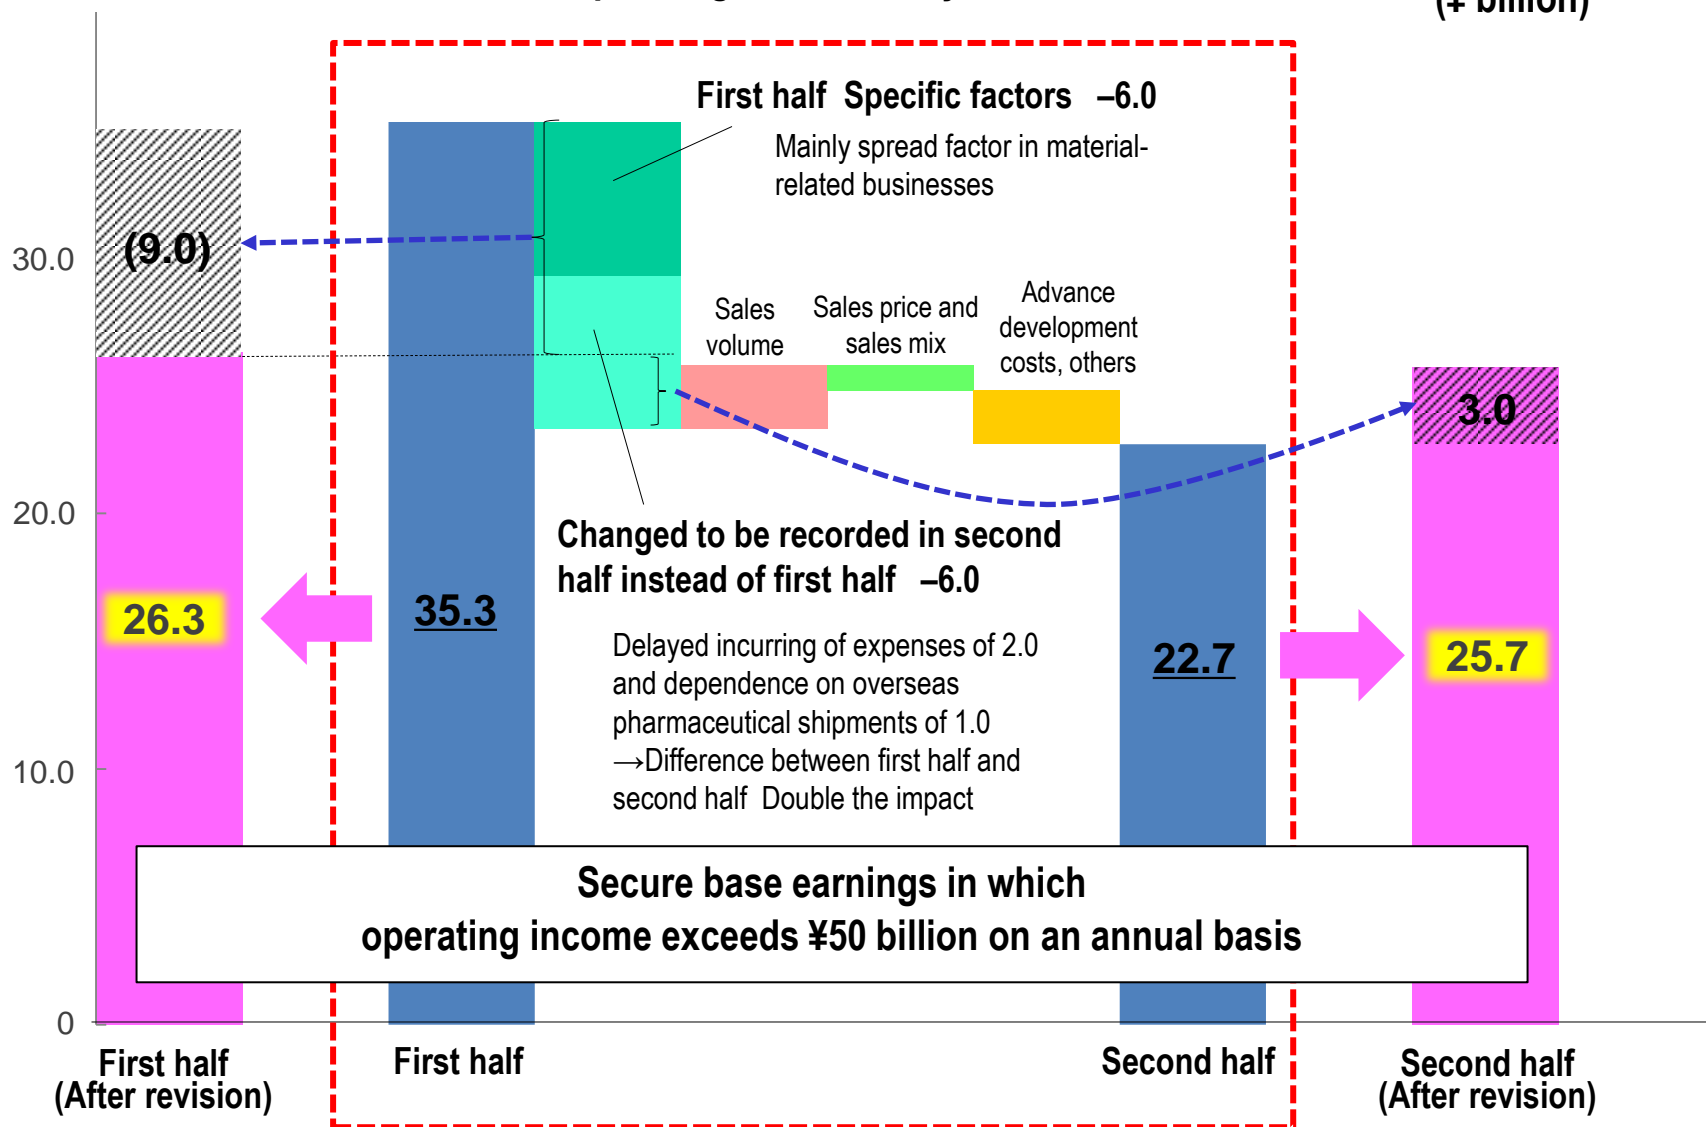 (¥ billion)
First half Specific factors –6.0
Mainly spread factor in material-
related businesses
(9.0)
30.0
Sales
volume
Sales price and
sales mix
Advance
development
costs, others
3.0
20.0
Changed to be recorded in second
half instead of first half –6.0
26.3
35.3
Delayed incurring of expenses of 2.0
and dependence on overseas
pharmaceutical shipments of 1.0
→Difference between first half and
second half Double the impact
22.7
25.7
10.0
Secure base earnings in which
operating income exceeds ¥50 billion on an annual basis
0
First half
(After revision)
First half
Second half
Second half
(After revision)